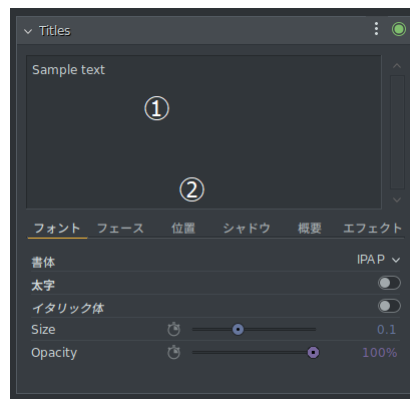 Titles
Sample text
①
②
フォント フェース 位置 シャドウ 概要 エフェクト
書体 IPA P
太字
イタリック体
Size 0.1
Opacity 100%